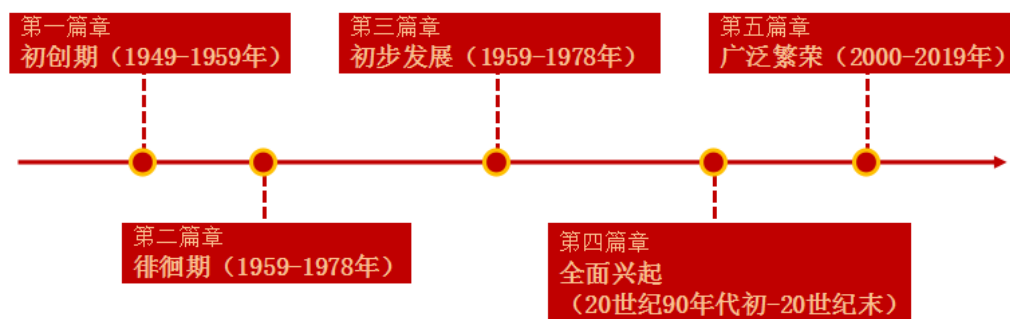 第一篇章
初创期（1949-1959年）
第二篇章
徘徊期（1959-1978年）
第三篇章
初步发展（1959-1978年）
第四篇章
全面兴起
（20世纪90年代初-20世纪末）
第五篇章
广泛繁荣（2000-2019年）